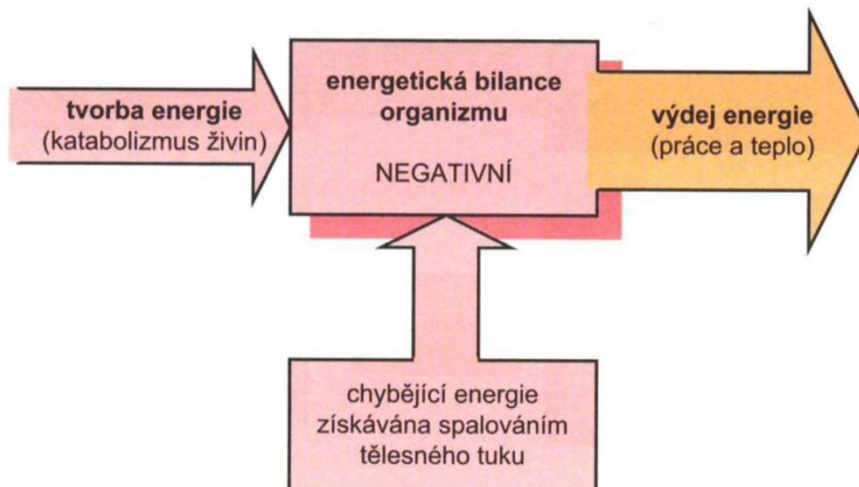 tvorba energie
(katabolizmus živin)
energetická bilance
organizmu
NEGATIVNÍ
výdej energie
(práce a teplo)
chybějící energie
získávána spalováním
tělesného tuku